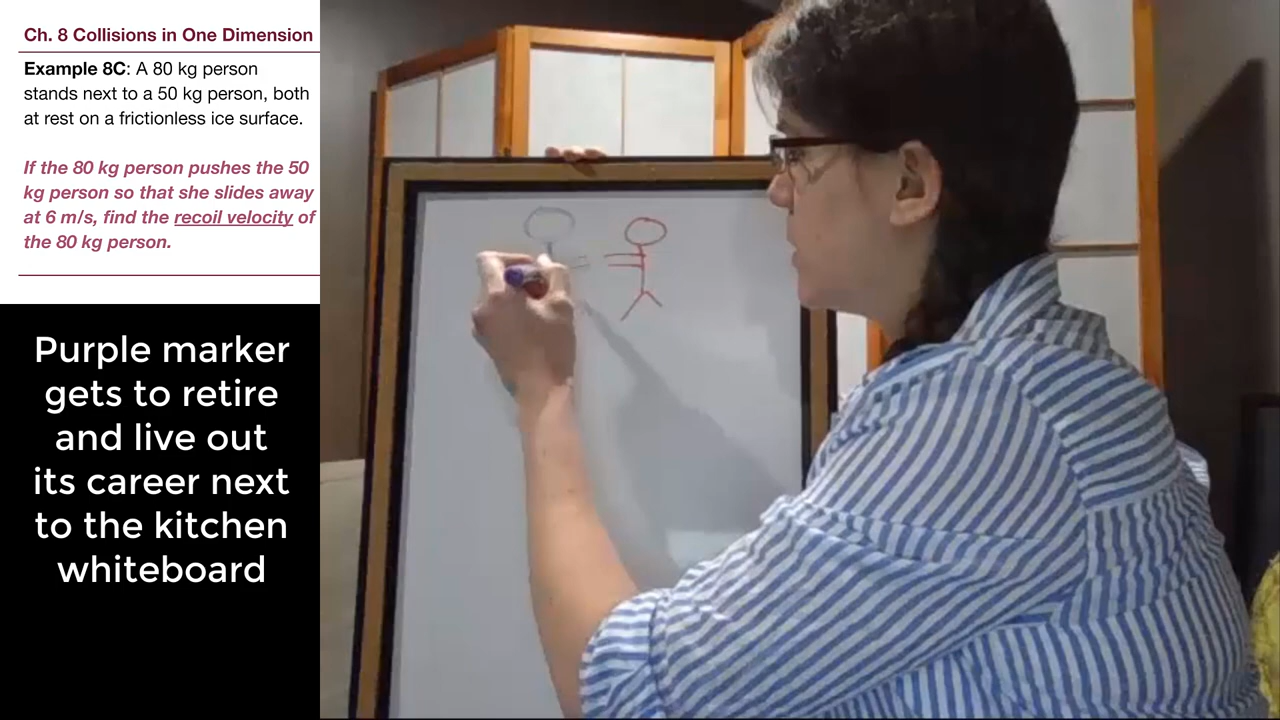 Ch. 8 Collisions in One Dimension
Example 8C: A 80 kg person
stands next to a 50 kg person, both
at rest on a frictionless ice surface.
If the 80 kg person pushes the 50
kg person so that she slides away
at 6 m/s, find the recoil velocity of
the 80 kg person.
Purple marker
gets to retire
and live out
its career next
to the kitchen
whiteboard